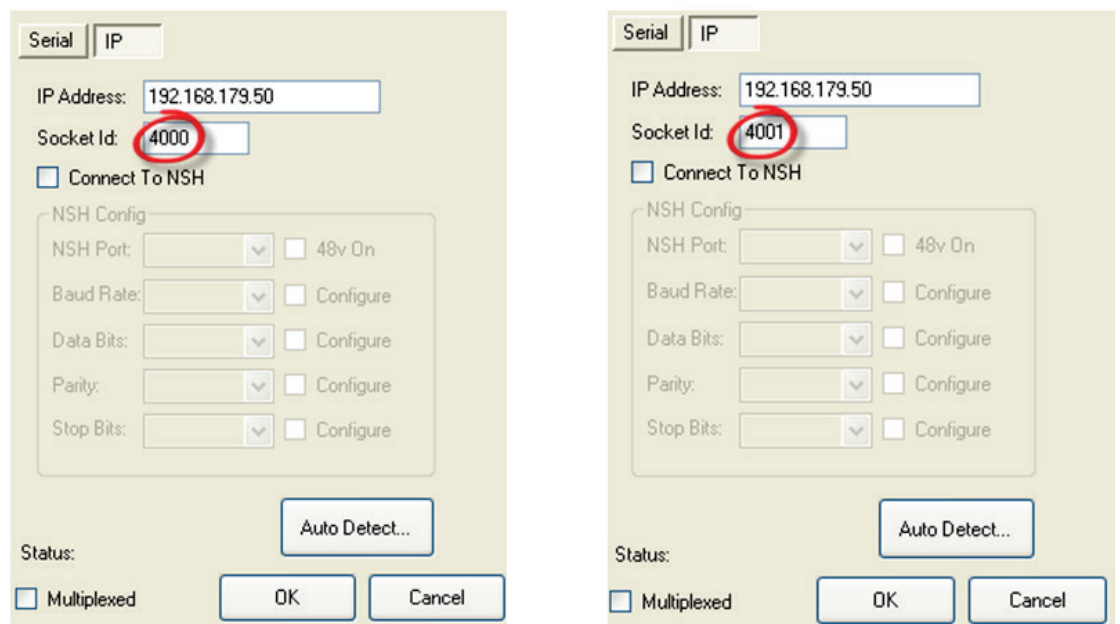 Serial IP
IP Address: 192.168.179.50
Socket Id: 4000
Connect To NSH
NSH Config
NSH Port: 48v On
Baud Rate: Configure
Data Bits: Configure
Parity: Configure
Stop Bits: Configure
Auto Detect...
Status:
Multiplexed OK Cancel
Serial IP
IP Address: 192.168.179.50
Socket Id: 4001
Connect To NSH
NSH Config
NSH Port: 48v On
Baud Rate: Configure
Data Bits: Configure
Parity: Configure
Stop Bits: Configure
Auto Detect...
Status:
Multiplexed OK Cancel